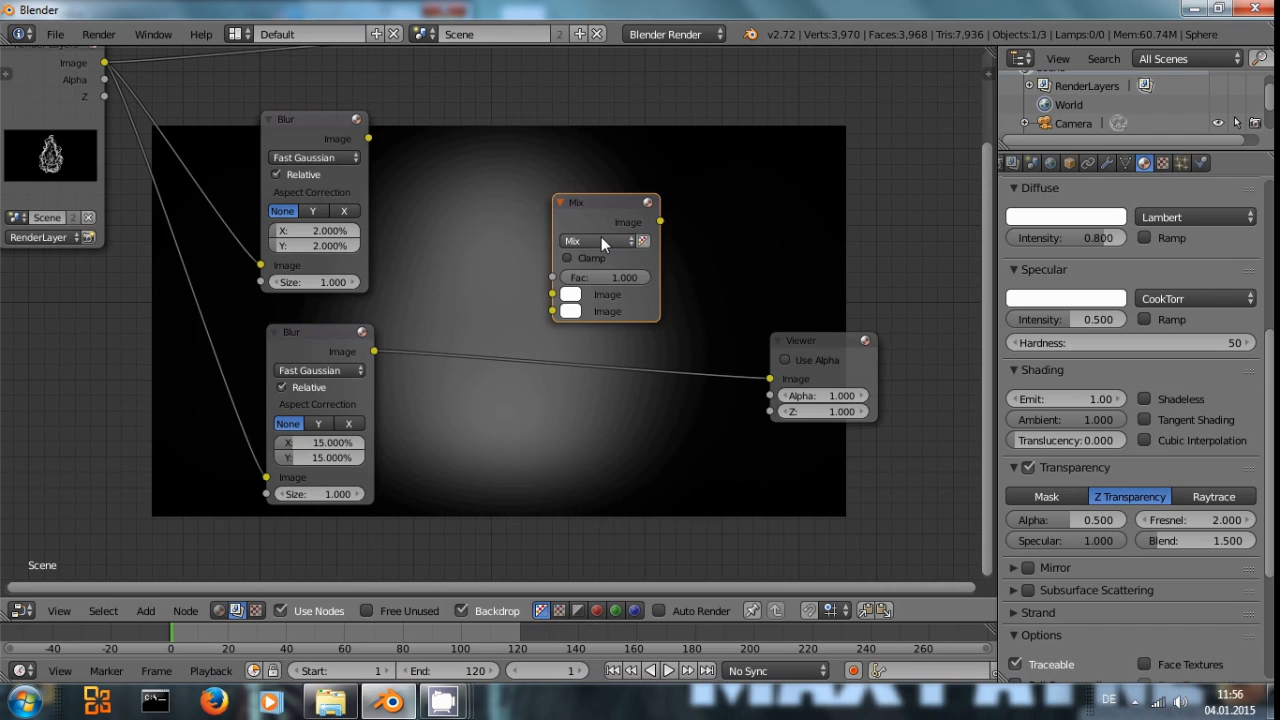 Blender
File Render Window Help Default Scene 2 Blender Render v2.72 | Verts:3,970 | Faces:3,968 | Tris:7,936 | Objects:1/3 | Lamps:0/0 | Mem:60.74M | Sphere
Image
Alpha
Z
Scene 2
RenderLayer
Blur
Image
Fast Gaussian
Relative
Aspect Correction
None Y X
X: 2.000%
Y: 2.000%
Image
Size: 1.000
Blur
Image
Fast Gaussian
Relative
Aspect Correction
None Y X
X: 15.000%
Y: 15.000%
Image
Size: 1.000
Mix
Image
Mix
Clamp
Fac: 1.000
Image
Image
Viewer
Use Alpha
Image
Alpha: 1.000
Z: 1.000
Scene
View Select Add Node Use Nodes Free Unused Backdrop Auto Render
-40 -20 0 20 40 60 80 100 120 140 160 180 200 220 240 260
View Marker Frame Playback Start: 1 End: 120 1 No Sync
View Search All Scenes
RenderLayers
World
Camera
Diffuse
Lambert
Intensity: 0.800 Ramp
Specular
CookTorr
Intensity: 0.500 Ramp
Hardness: 50
Shading
Emit: 1.00 Shadeless
Ambient: 1.000 Tangent Shading
Translucency: 0.000 Cubic Interpolation
Transparency
Mask Z Transparency Raytrace
Alpha: 0.500 Fresnel: 2.000
Specular: 1.000 Blend: 1.500
Mirror
Subsurface Scattering
Strand
Options
Traceable Face Textures
DE 11:56
04.01.2015